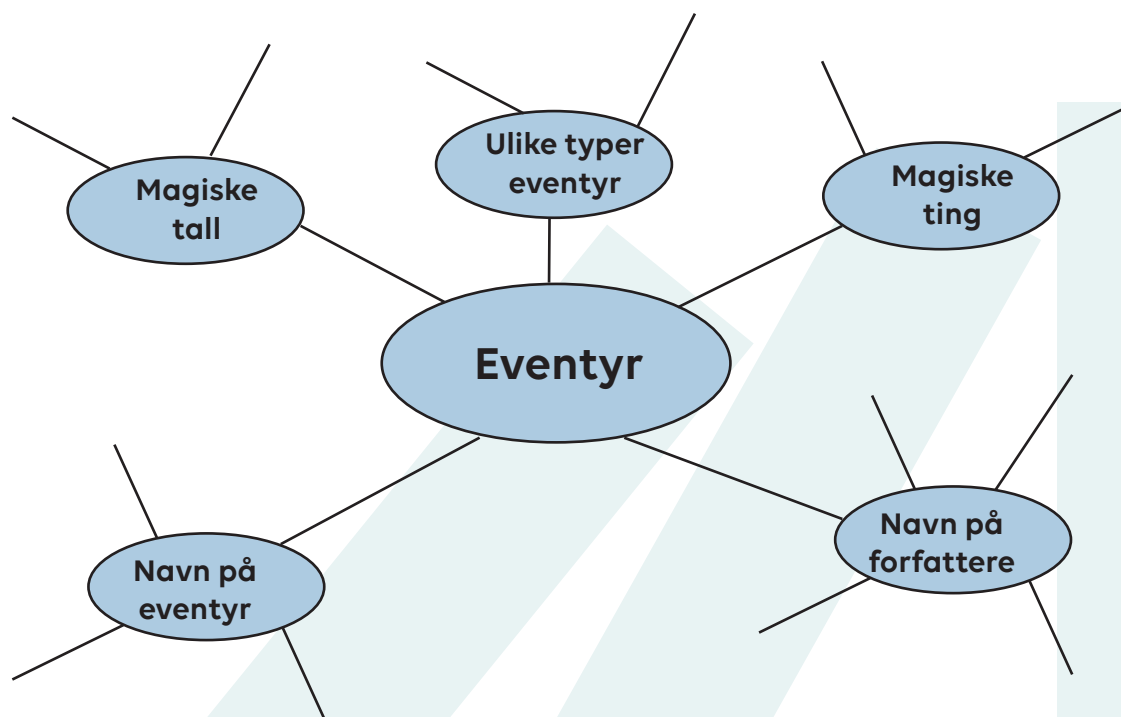 Ulike typer
eventyr
Magiske
tall
Magiske
ting
Eventyr
Navn på
eventyr
Navn på
forfattere